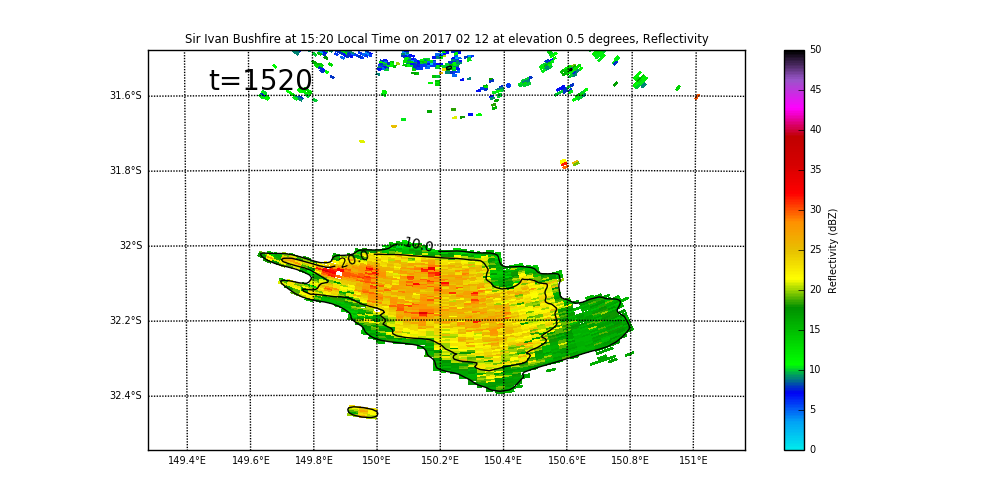 Sir Ivan Bushfire at 15:20 Local Time on 2017 02 12 at elevation 0.5 degrees, Reflectivity
t=1520
31.6°S
31.8°S
32°S
32.2°S
32.4°S
10.0
20.0
149.4°E 149.6°E 149.8°E 150°E 150.2°E 150.4°E 150.6°E 150.8°E 151°E
50
45
40
35
30
25
20
15
10
5
0
Reflectivity (dBZ)